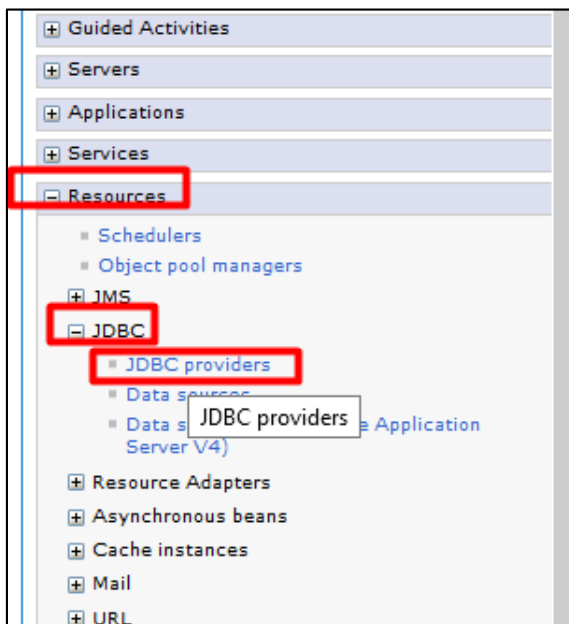 Guided Activities
Servers
Applications
Services
Resources
Schedulers
Object pool managers
JMS
JDBC
JDBC providers
Data sources
JDBC providers
Data s e Application
Server V4)
Resource Adapters
Asynchronous beans
Cache instances
Mail
URL